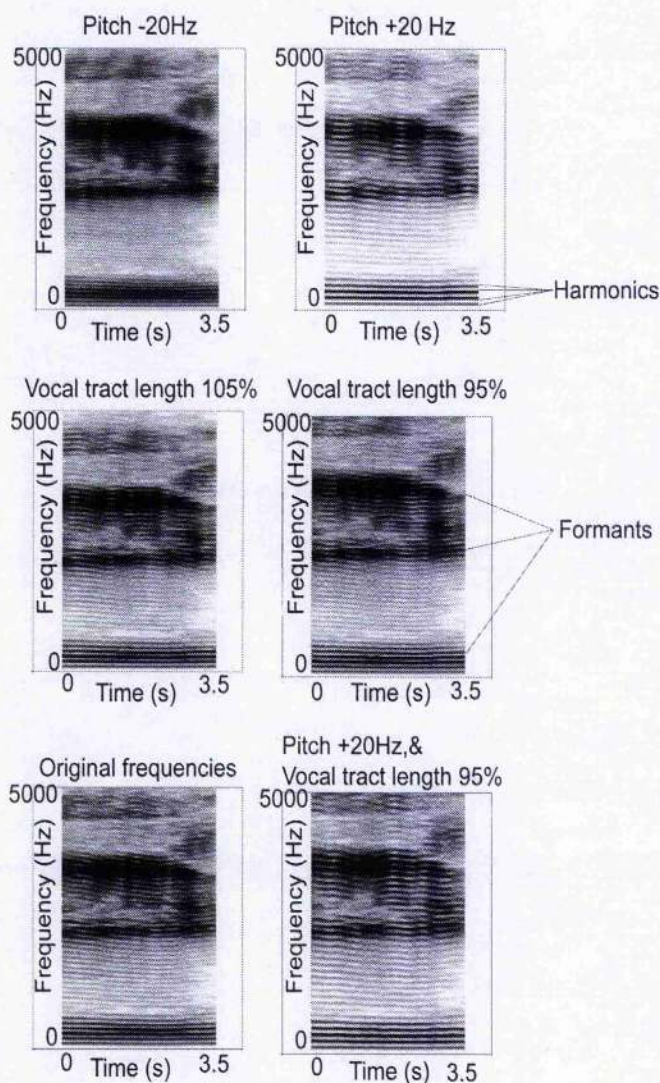 Pitch -20Hz
Pitch +20 Hz
5000
Frequency (Hz)
0
0
Time (s)
3.5
5000
Frequency (Hz)
0
0
Time (s)
3.5
Harmonics
Vocal tract length 105%
Vocal tract length 95%
5000
Frequency (Hz)
0
0
Time (s)
3.5
5000
Frequency (Hz)
0
0
Time (s)
3.5
Formants
Original frequencies
Pitch +20Hz,&
Vocal tract length 95%
5000
Frequency (Hz)
0
0
Time (s)
3.5
5000
Frequency (Hz)
0
0
Time (s)
3.5